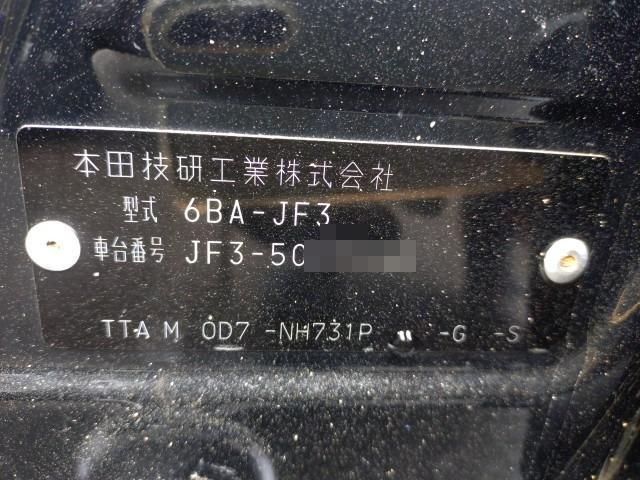 本田技研工業株式会社
型式 6BA-JF3
車台番号 JF3-50
TTA M 0D7 -NH731P " -G -S